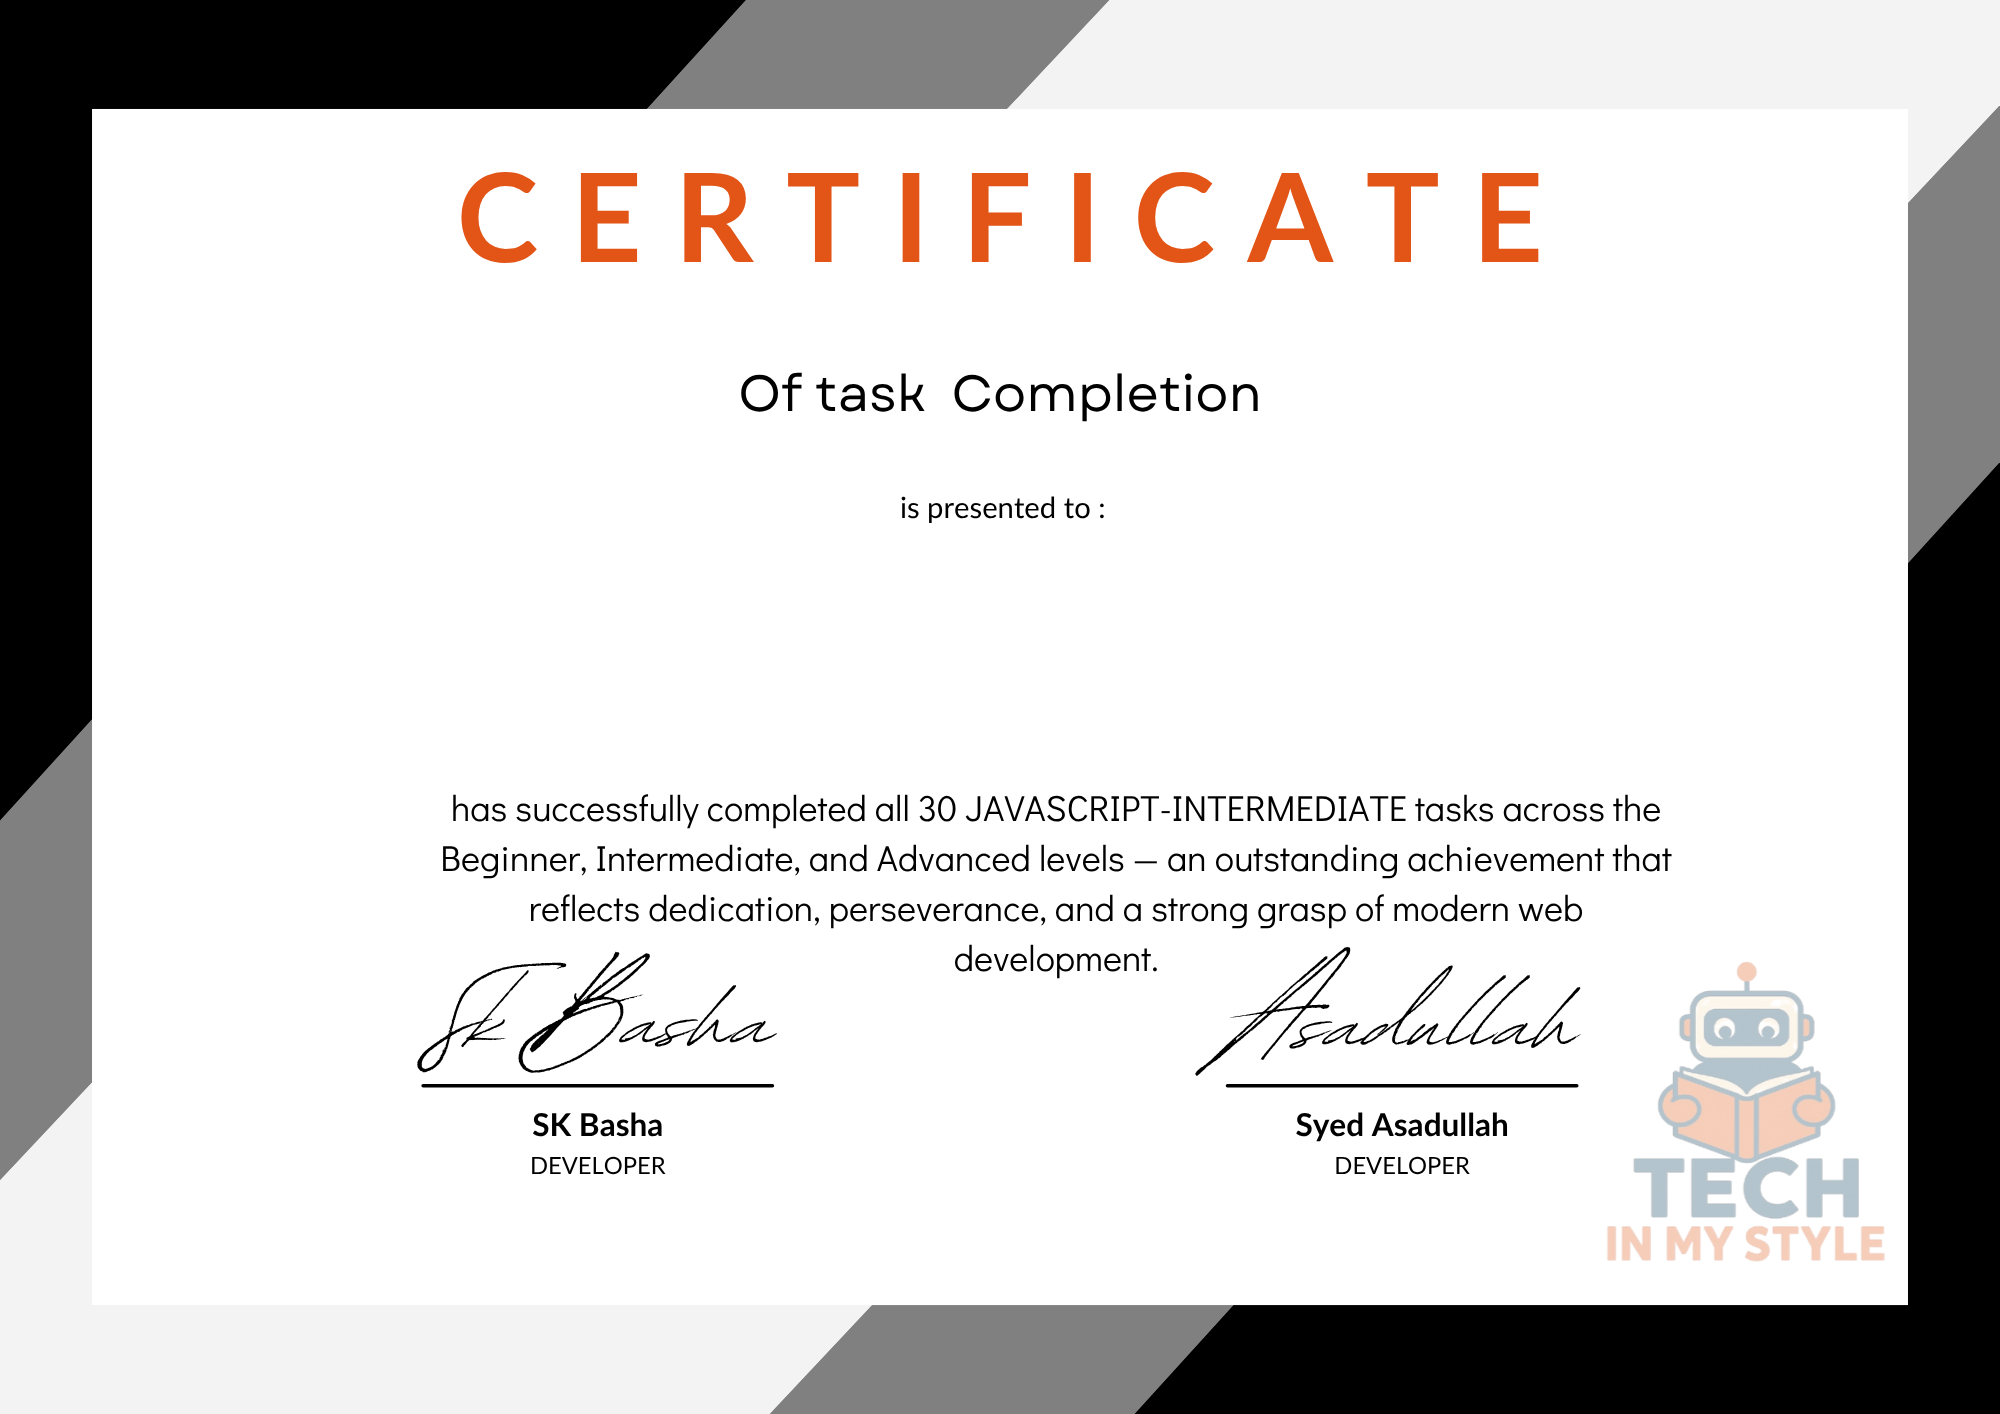 CERTIFICATE
Of task Completion
is presented to :
has successfully completed all 30 JAVASCRIPT-INTERMEDIATE tasks across the
Beginner, Intermediate, and Advanced levels — an outstanding achievement that
reflects dedication, perseverance, and a strong grasp of modern web
development.
Sk Basha
Asadullah
SK Basha
Syed Asadullah
DEVELOPER
DEVELOPER
TECH
IN MY STYLE